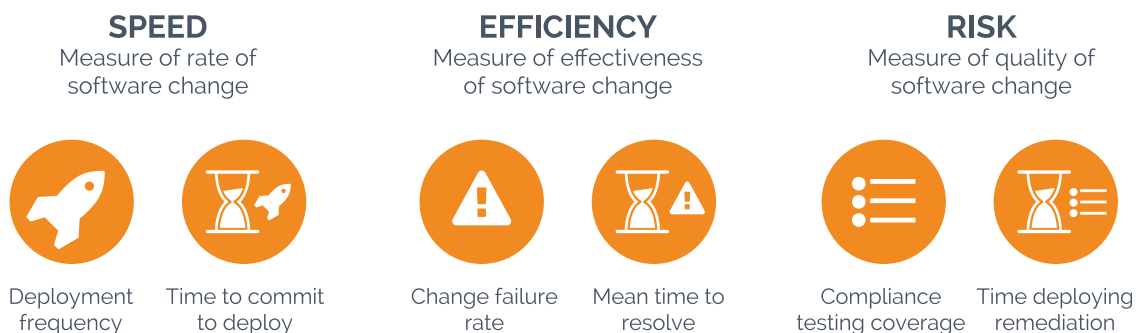 SPEED
Measure of rate of
software change
EFFICIENCY
Measure of effectiveness
of software change
RISK
Measure of quality of
software change
Deployment
frequency
Time to commit
to deploy
Change failure
rate
Mean time to
resolve
Compliance
testing coverage
Time deploying
remediation